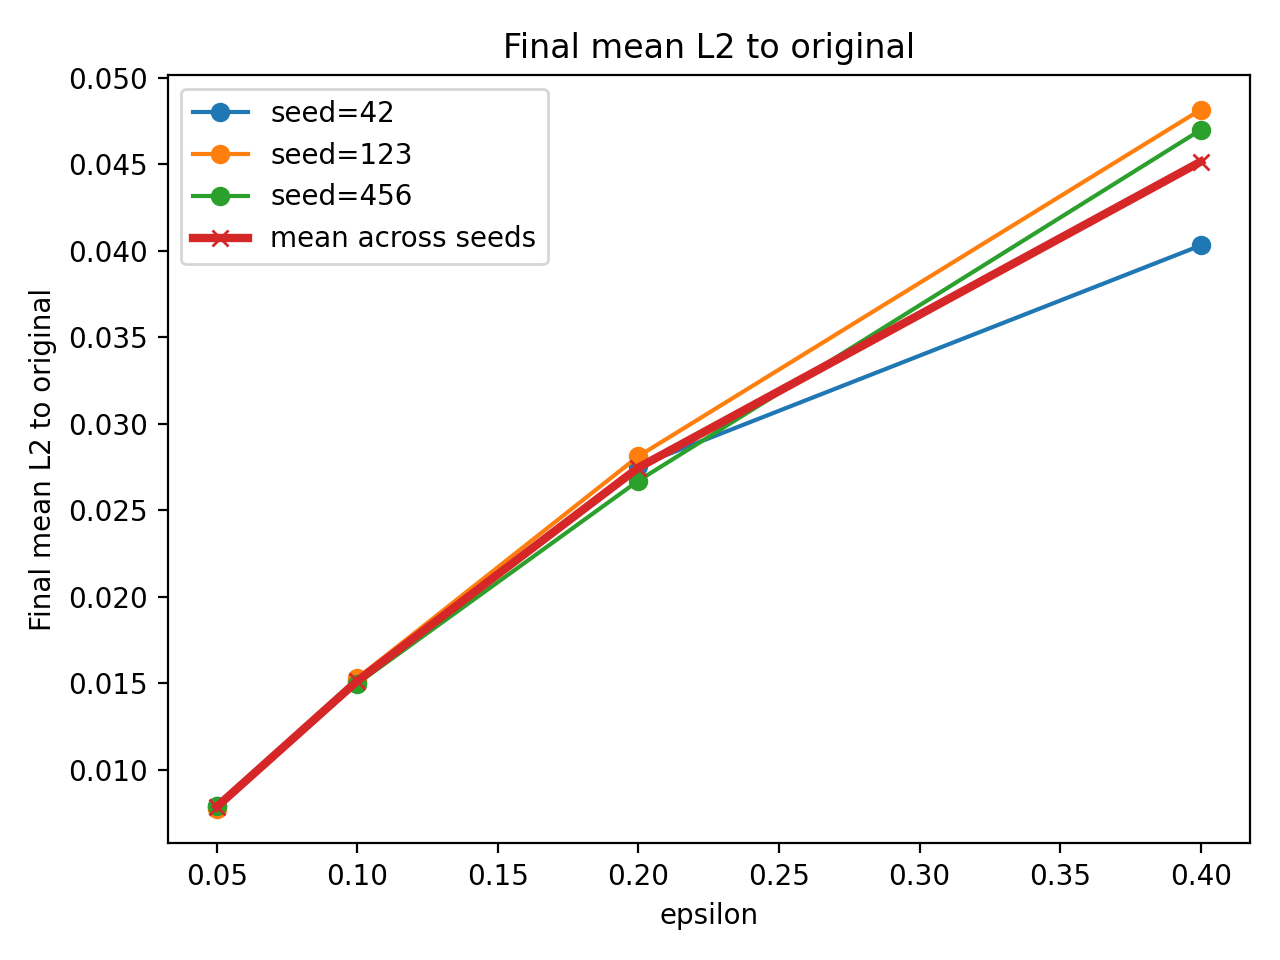 Final mean L2 to original
0.050
0.045
0.040
0.035
0.030
0.025
0.020
0.015
0.010
Final mean L2 to original
seed=42
seed=123
seed=456
mean across seeds
0.05 0.10 0.15 0.20 0.25 0.30 0.35 0.40
epsilon